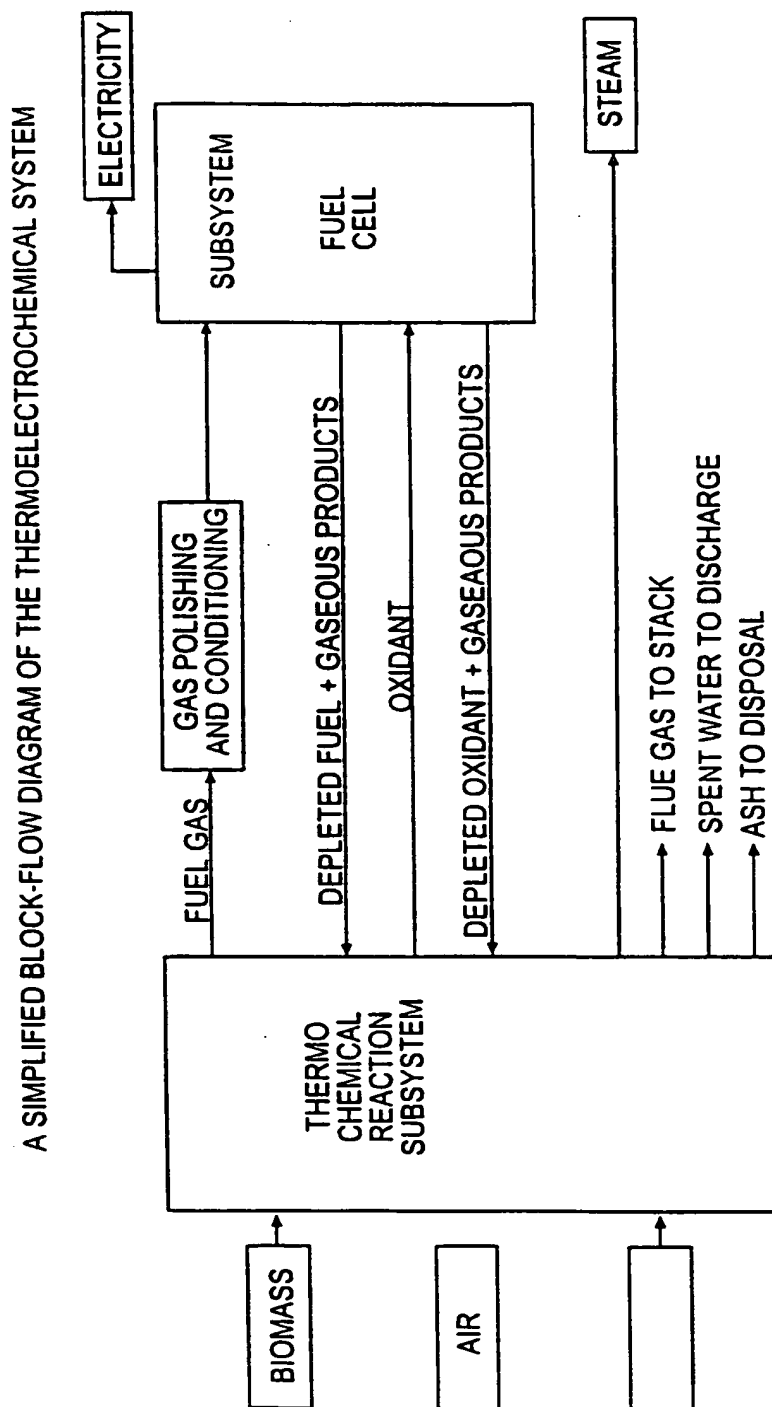 A SIMPLIFIED BLOCK-FLOW DIAGRAM OF THE THERMOELECTROCHEMICAL SYSTEM
BIOMASS
AIR
THERMO
CHEMICAL
REACTION
SUBSYSTEM
FUEL GAS
GAS POLISHING
AND CONDITIONING
DEPLETED FUEL + GASEOUS PRODUCTS
OXIDANT
DEPLETED OXIDANT + GASEAOUS PRODUCTS
SUBSYSTEM
FUEL
CELL
ELECTRICITY
STEAM
FLUE GAS TO STACK
SPENT WATER TO DISCHARGE
ASH TO DISPOSAL